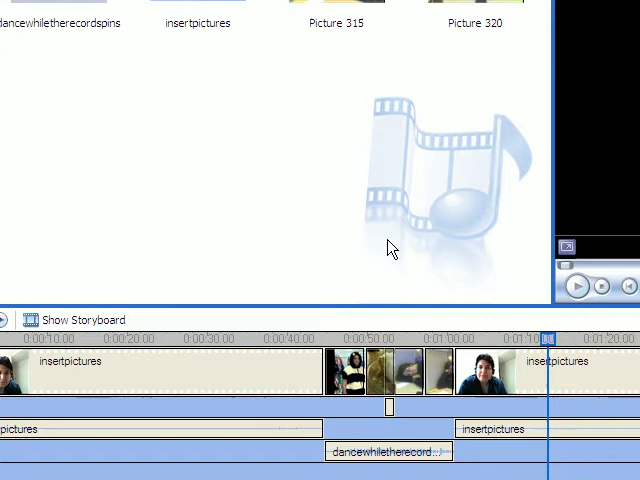 dancewhiletherecordspins insertpictures Picture 315 Picture 320
Show Storyboard
0:00:10.00 0:00:20.00 0:00:30.00 0:00:40.00 0:00:50.00 0:01:00.00 0:01:10 0:01:20.00
insertpictures insertpictures
pictures insertpictures
dancewhiletherecord...